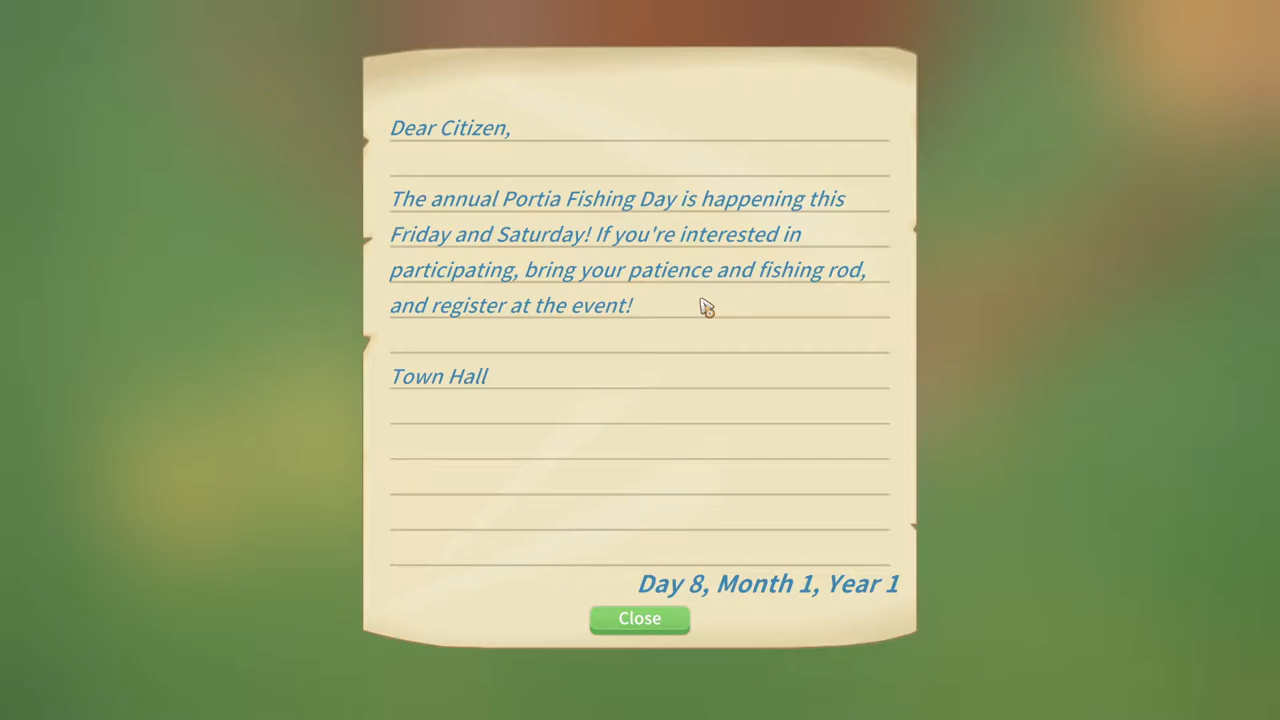 Dear Citizen,
The annual Portia Fishing Day is happening this
Friday and Saturday! If you're interested in
participating, bring your patience and fishing rod,
and register at the event!
Town Hall
Day 8, Month 1, Year 1
Close